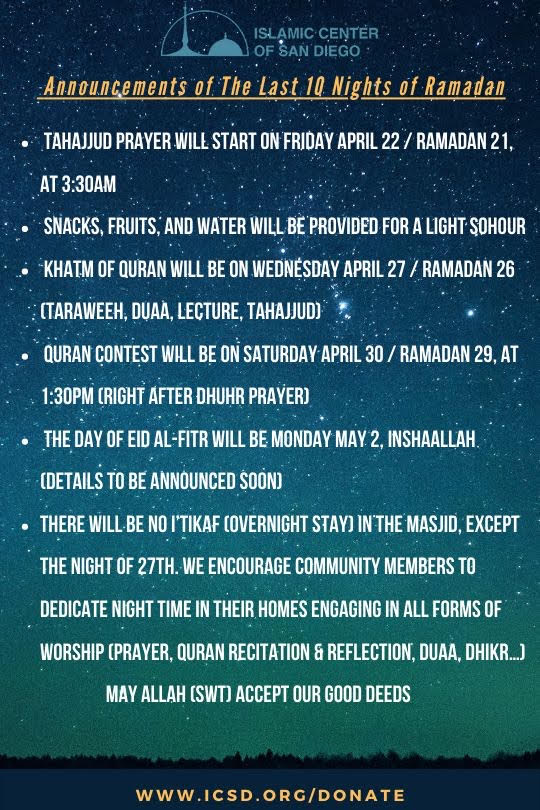 ISLAMIC CENTER
OF SAN DIEGO
Announcements of The Last 10 Nights of Ramadan
• TAHAJJUD PRAYER WILL START ON FRIDAY APRIL 22 / RAMADAN 21,
AT 3:30AM
• SNACKS, FRUITS, AND WATER WILL BE PROVIDED FOR A LIGHT SOHOUR
• KHATM OF QURAN WILL BE ON WEDNESDAY APRIL 27 / RAMADAN 26
(TARAWEEH, DUAA, LECTURE, TAHAJJUD)
• QURAN CONTEST WILL BE ON SATURDAY APRIL 30 / RAMADAN 29, AT
1:30PM (RIGHT AFTER DHUHR PRAYER)
• THE DAY OF EID AL-FITR WILL BE MONDAY MAY 2, INSHAALLAH.
(DETAILS TO BE ANNOUNCED SOON)
• THERE WILL BE NO I'TIKAF (OVERNIGHT STAY) IN THE MASJID, EXCEPT
THE NIGHT OF 27TH. WE ENCOURAGE COMMUNITY MEMBERS TO
DEDICATE NIGHT TIME IN THEIR HOMES ENGAGING IN ALL FORMS OF
WORSHIP (PRAYER, QURAN RECITATION & REFLECTION, DUAA, DHIKR...)
MAY ALLAH (SWT) ACCEPT OUR GOOD DEEDS
WWW.ICSD.ORG/DONATE